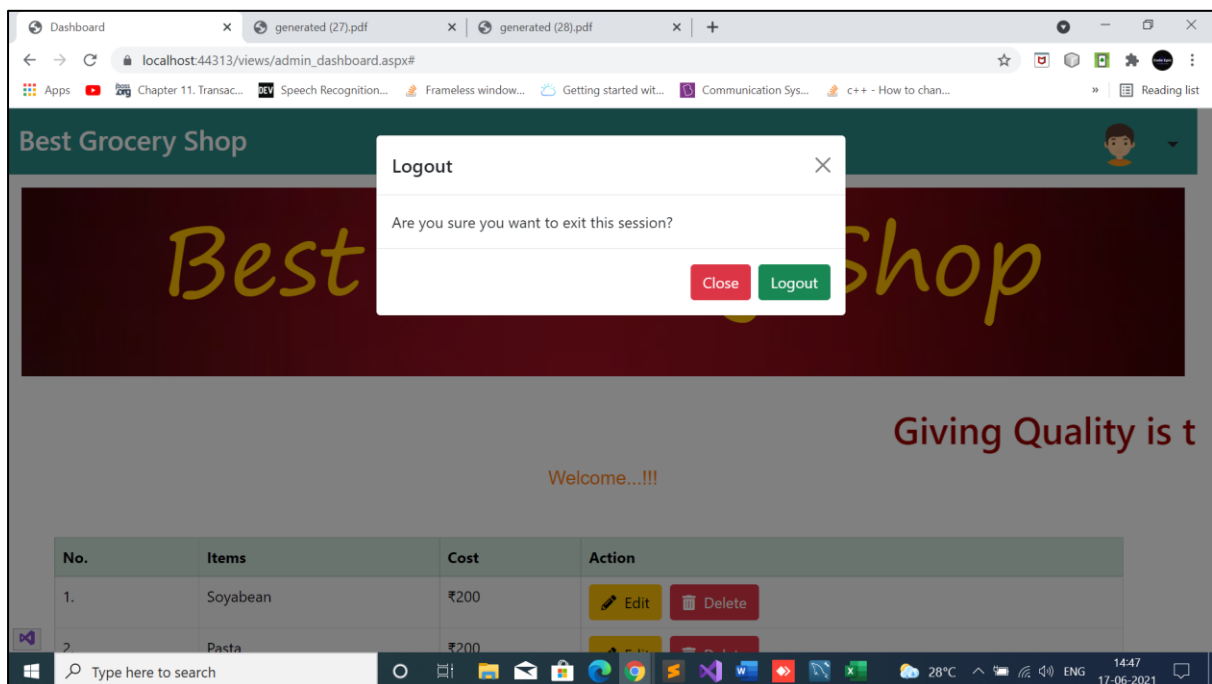 Dashboard generated (27).pdf generated (28).pdf
localhost:44313/views/admin_dashboard.aspx#
Apps Chapter 11. Transac... DEV Speech Recognition... Frameless window... Getting started wit... Communication Sys... c++ - How to chan... » Reading list
Best Grocery Shop
Logout
Are you sure you want to exit this session?
Close Logout
Best Shop
Giving Quality is t
Welcome...!!!
No. Items Cost Action
1. Soyabean ₹200 Edit Delete
2. Pasta ₹200 Edit Delete
Type here to search 28°C ENG 14:47
17-06-2021